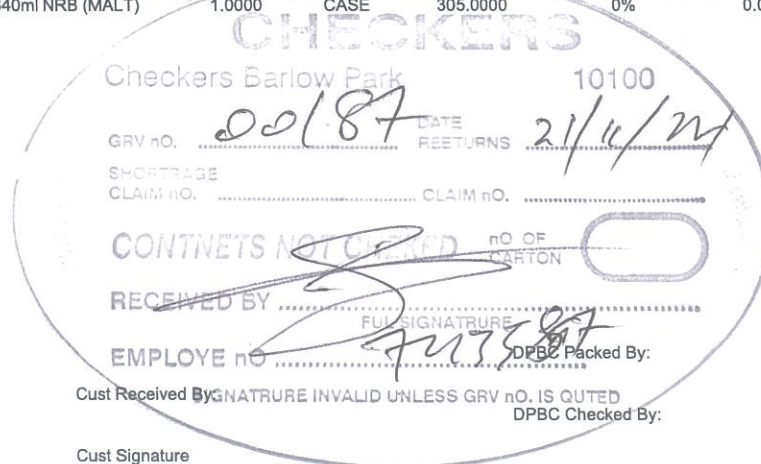 340ml NRB (MALT) 1.0000 CASE 305.0000 0% 0.0
CHECKERS
Checkers Barlow Park 10100
GRV nO. 00187 DATE REETURNS 21/11/24
SHORTRAGE
CLAIM nO. CLAIM nO.
CONTNETS NOT nO OF CARTON
RECEIVED BY
FUL SIGNATRURE
EMPLOYE nO DPBC Packed By:
Cust Received By: SIGNATRURE INVALID UNLESS GRV nO. IS QUTED
DPBC Checked By:
Cust Signature